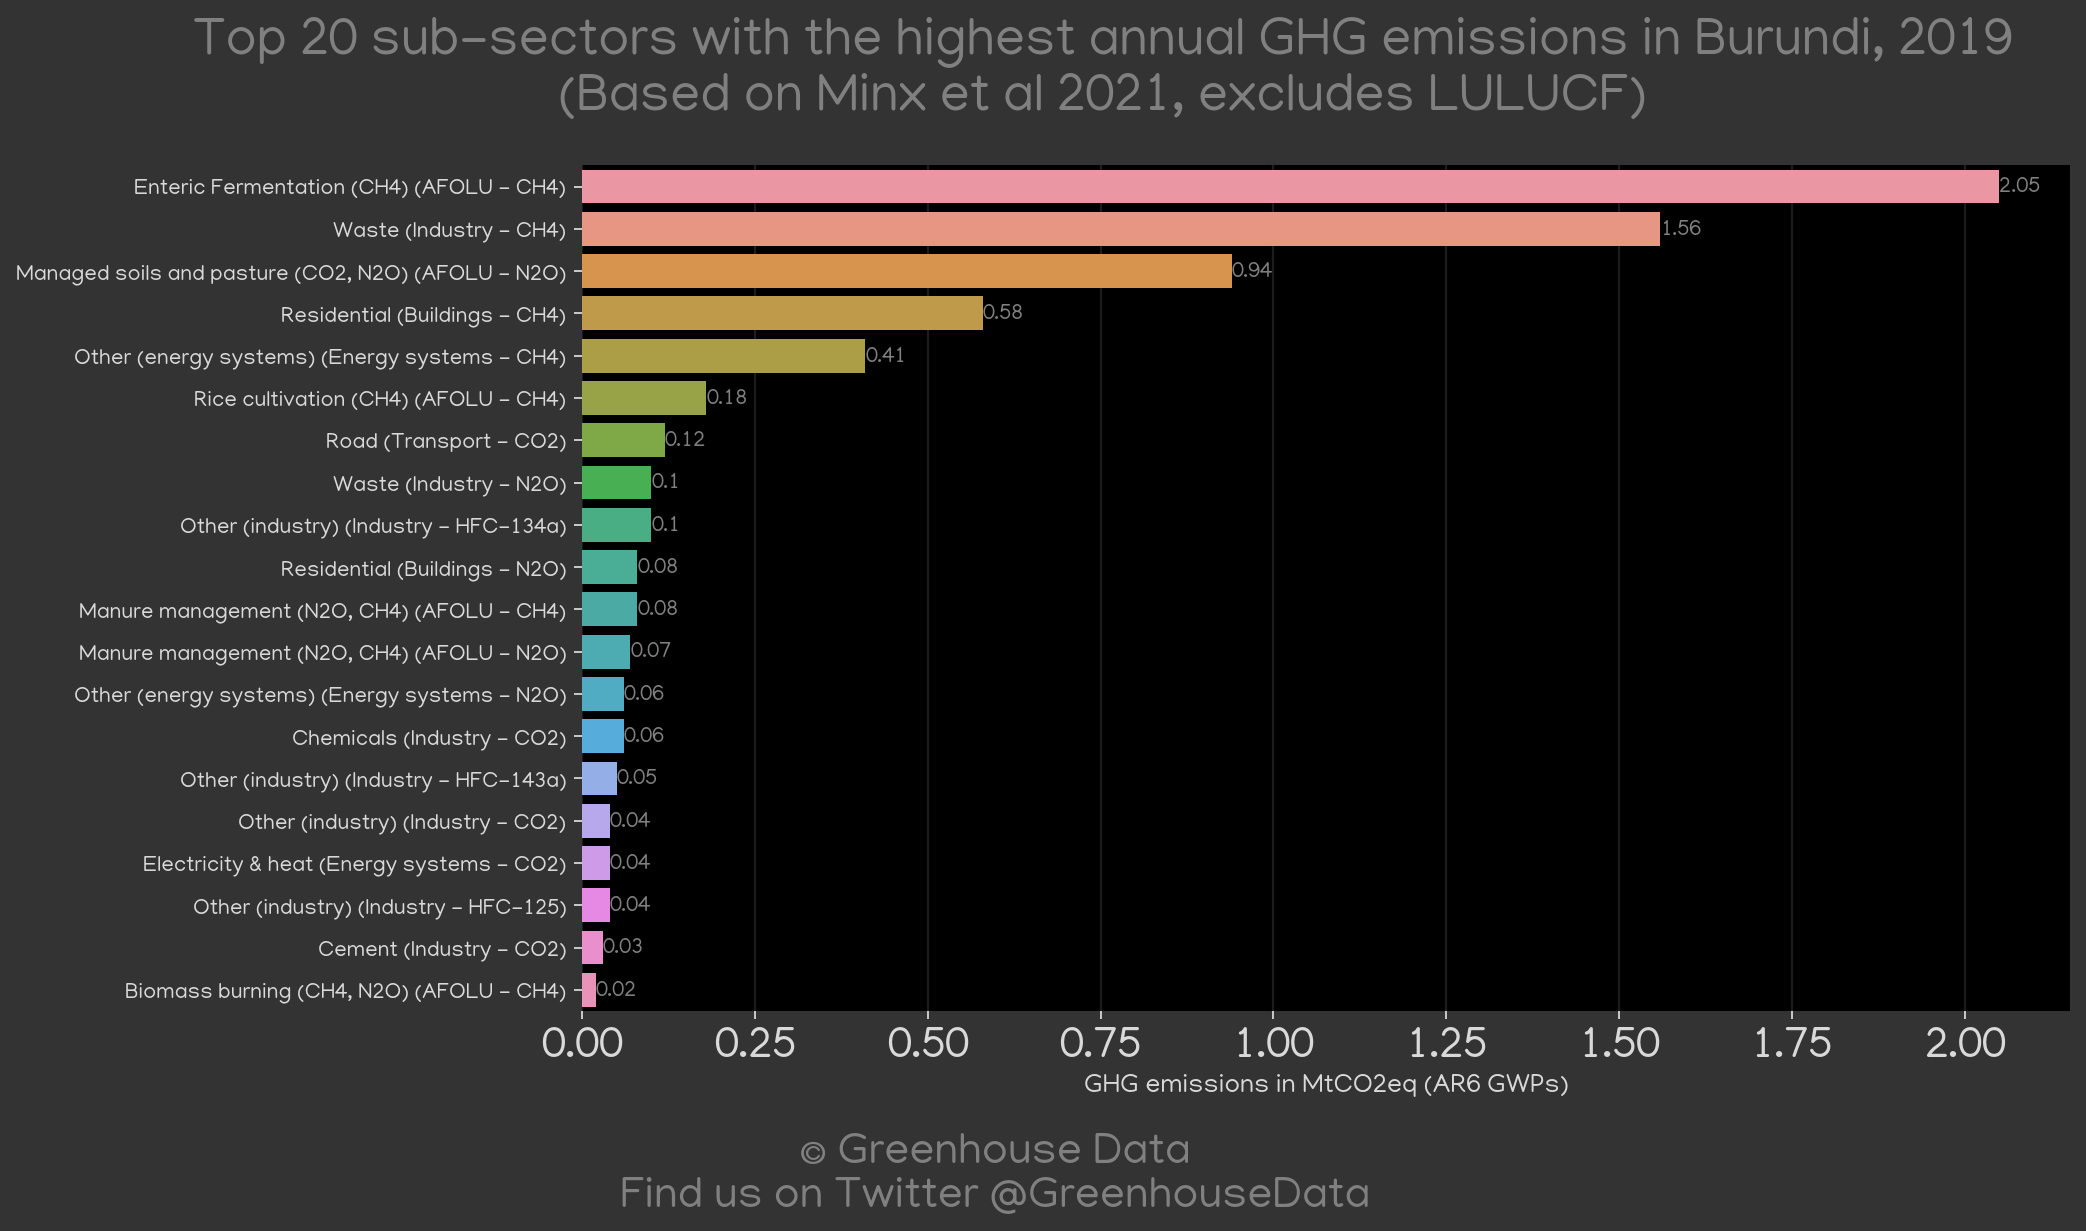 Top 20 sub-sectors with the highest annual GHG emissions in Burundi, 2019
(Based on Minx et al 2021, excludes LULUCF)
Enteric Fermentation (CH4) (AFOLU - CH4) 2.05
Waste (Industry - CH4) 1.56
Managed soils and pasture (CO2, N2O) (AFOLU - N2O) 0.94
Residential (Buildings - CH4) 0.58
Other (energy systems) (Energy systems - CH4) 0.41
Rice cultivation (CH4) (AFOLU - CH4) 0.18
Road (Transport - CO2) 0.12
Waste (Industry - N2O) 0.1
Other (industry) (Industry - HFC-134a) 0.1
Residential (Buildings - N2O) 0.08
Manure management (N2O, CH4) (AFOLU - CH4) 0.08
Manure management (N2O, CH4) (AFOLU - N2O) 0.07
Other (energy systems) (Energy systems - N2O) 0.06
Chemicals (Industry - CO2) 0.06
Other (industry) (Industry - HFC-143a) 0.05
Other (industry) (Industry - CO2) 0.04
Electricity & heat (Energy systems - CO2) 0.04
Other (industry) (Industry - HFC-125) 0.04
Cement (Industry - CO2) 0.03
Biomass burning (CH4, N2O) (AFOLU - CH4) 0.02
0.00 0.25 0.50 0.75 1.00 1.25 1.50 1.75 2.00
GHG emissions in MtCO2eq (AR6 GWPs)
© Greenhouse Data
Find us on Twitter @GreenhouseData